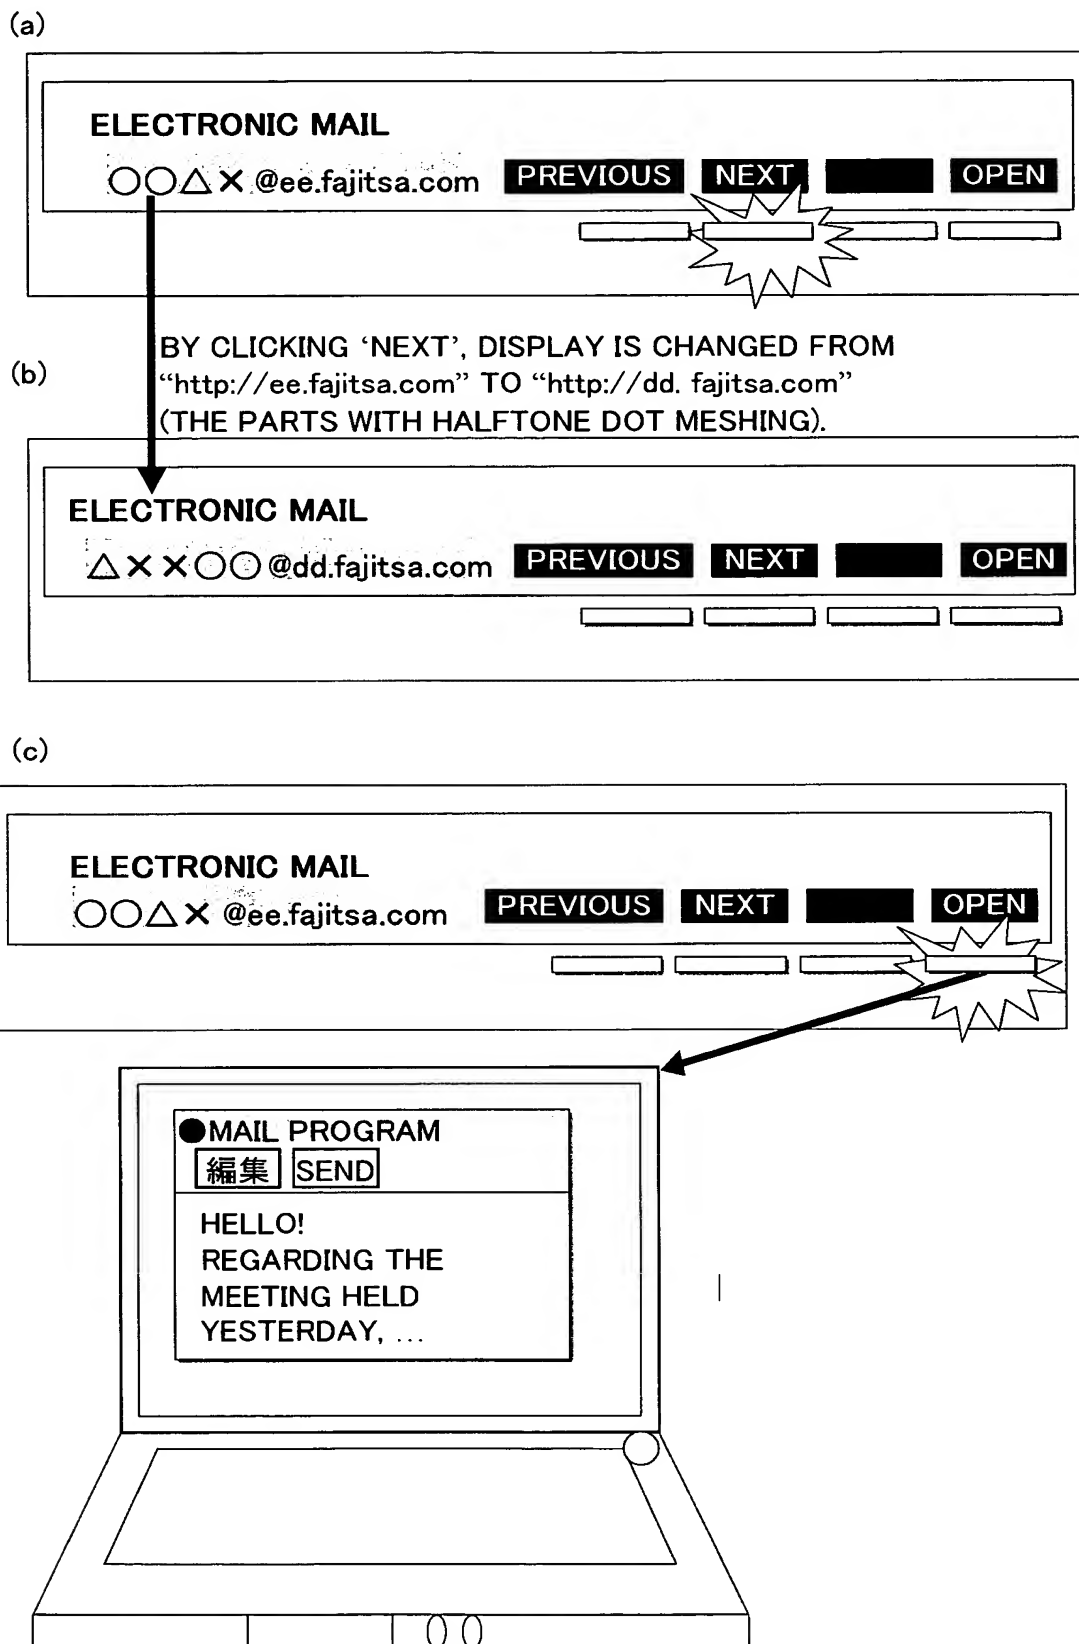 (a)
ELECTRONIC MAIL
○○△×@ee.fajitsa.com PREVIOUS NEXT OPEN
BY CLICKING ‘NEXT’, DISPLAY IS CHANGED FROM
(b) “http://ee.fajitsa.com” TO “http://dd. fajitsa.com”
(THE PARTS WITH HALFTONE DOT MESHING).
ELECTRONIC MAIL
△××○○@dd.fajitsa.com PREVIOUS NEXT OPEN
(c)
ELECTRONIC MAIL
○○△× @ee.fajitsa.com PREVIOUS NEXT OPEN
●MAIL PROGRAM
編集 SEND
HELLO!
REGARDING THE
MEETING HELD
YESTERDAY, ...